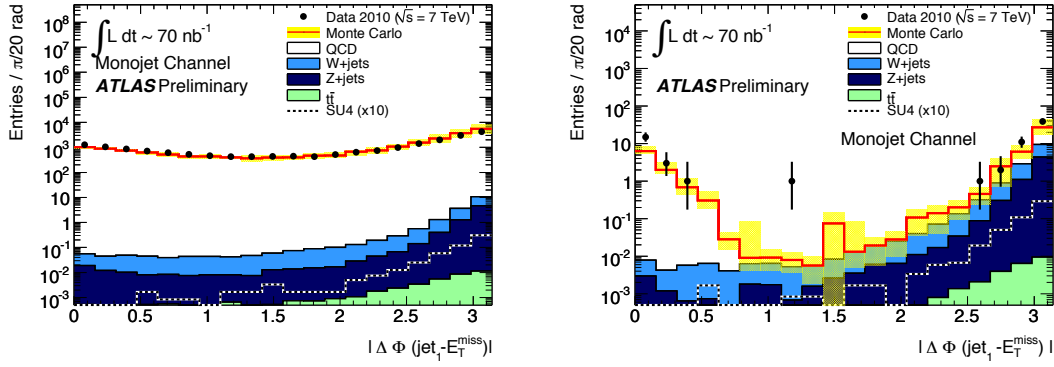 Entries / π/20 rad
10⁵
10⁴
10³
10²
10
1
10⁻¹
10⁻²
10⁻³
∫L dt ~ 70 nb⁻¹
Monojet Channel
ATLAS Preliminary
Data 2010 (√s = 7 TeV)
Monte Carlo
QCD
W+jets
Z+jets
tt̄
SU4 (x10)
0 0.5 1 1.5 2 2.5 3
| Δ Φ (jet₁-E_T^miss)|
Entries / π/20 rad
10⁴
10³
10²
10
1
10⁻¹
10⁻²
10⁻³
∫L dt ~ 70 nb⁻¹
ATLAS Preliminary
Data 2010 (√s = 7 TeV)
Monte Carlo
QCD
W+jets
Z+jets
tt̄
SU4 (x10)
Monojet Channel
0 0.5 1 1.5 2 2.5 3
| Δ Φ (jet₁-E_T^miss) |